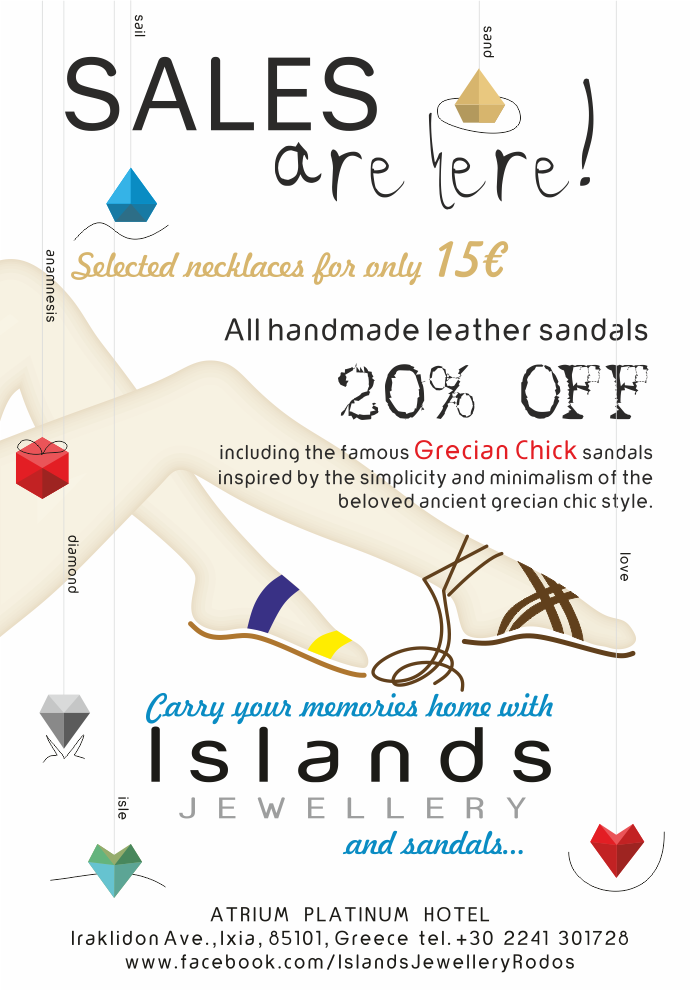 sail
sand
SALES
are here!
anamnesis
Selected necklaces for only 15€
All handmade leather sandals
20% OFF
including the famous Grecian Chick sandals
inspired by the simplicity and minimalism of the
beloved ancient grecian chic style.
diamond
love
Carry your memories home with
Islands
JEWELLERY
isle
and sandals...
ATRIUM PLATINUM HOTEL
Iraklidon Ave.,Ixia, 85101, Greece tel. +30 2241 301728
www.facebook.com/IslandsJewelleryRodos